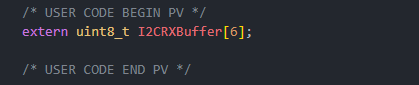 /* USER CODE BEGIN PV */
extern uint8_t I2CRXBuffer[6];
/* USER CODE END PV */